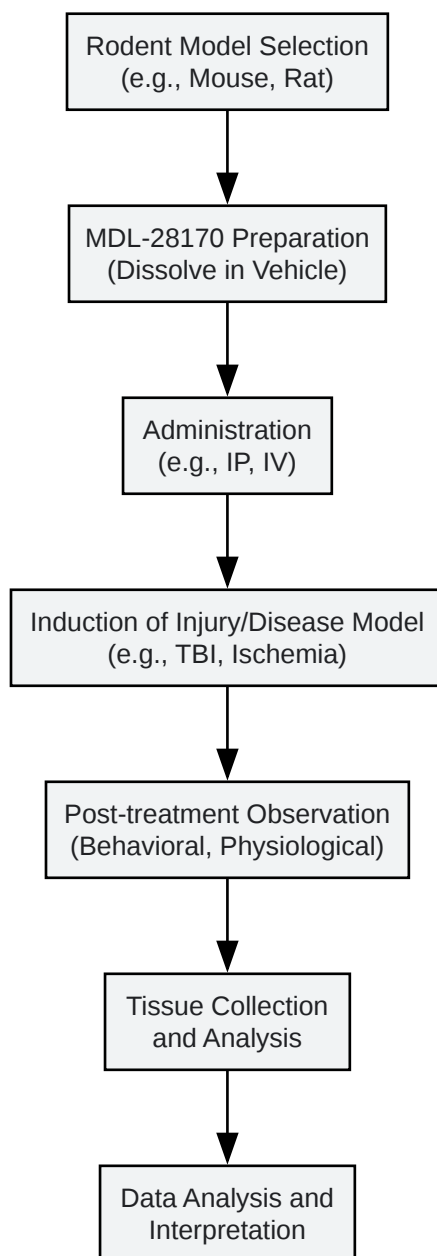 Rodent Model Selection
(e.g., Mouse, Rat)
MDL-28170 Preparation
(Dissolve in Vehicle)
Administration
(e.g., IP, IV)
Induction of Injury/Disease Model
(e.g., TBI, Ischemia)
Post-treatment Observation
(Behavioral, Physiological)
Tissue Collection
and Analysis
Data Analysis and
Interpretation